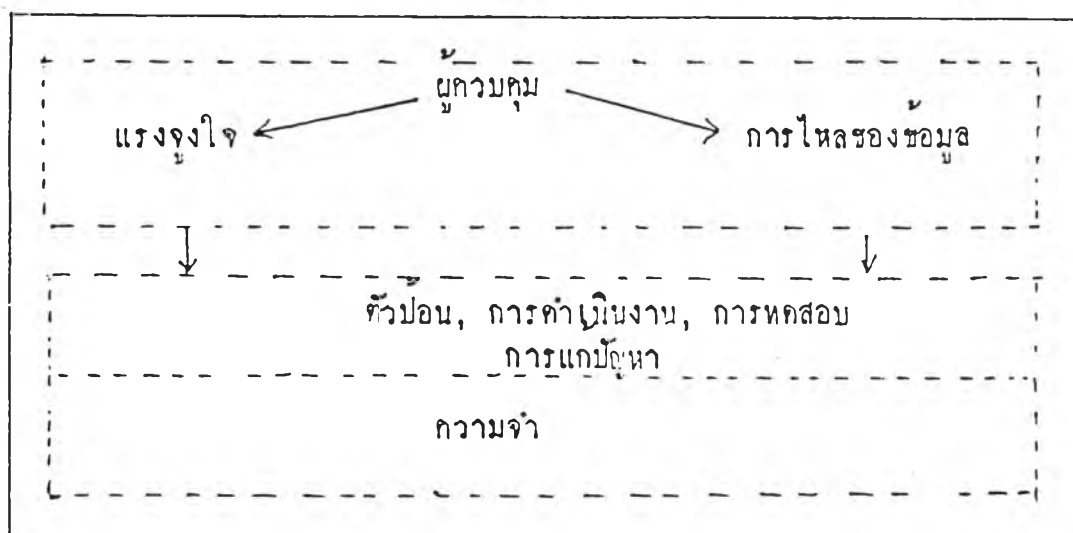 ผู้ควบคุม
แรงจูงใจ การไหลของข้อมูล
ตัวป้อน, การดำเนินงาน, การทดสอบ
การแก้ปัญหา
ความจำ